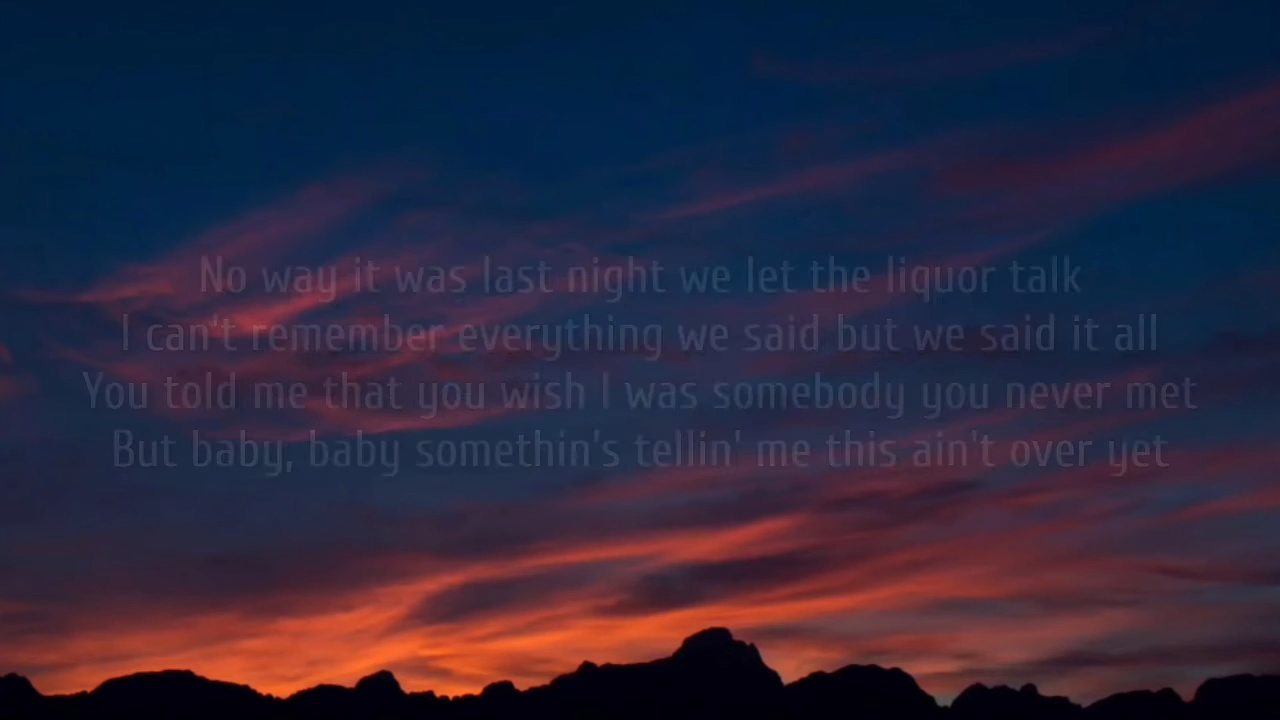 No way it was last night we let the liquor talk
I can't remember everything we said but we said it all
You told me that you wish I was somebody you never met
But baby, baby somethin's tellin' me this ain't over yet